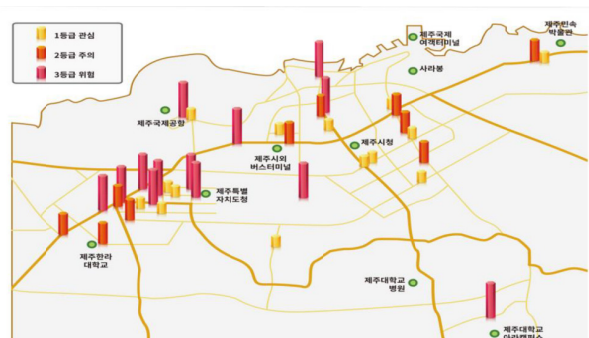 1등급 관심
2등급 주의
3등급 위험
제주국제
여객터미널
제주민속
박물관
사라봉
제주국제공항
제주시청
제주시외
버스터미널
제주특별
자치도청
제주한라
대학교
제주대학교
병원
제주대학교
아라캠퍼스